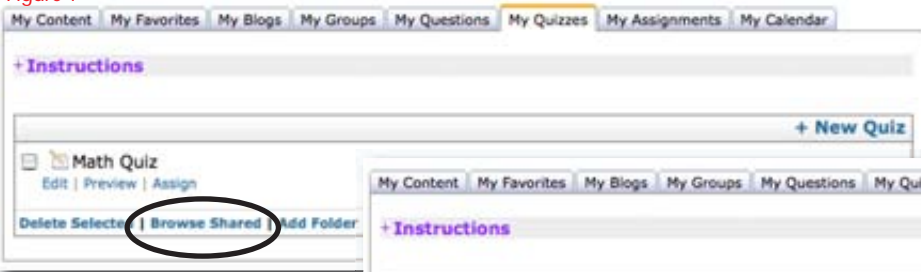 My Content My Favorites My Blogs My Groups My Questions My Quizzes My Assignments My Calendar
+Instructions
+ New Quiz
Math Quiz
Edit | Preview | Assign
Delete Selected | Browse Shared | Add Folder
My Content My Favorites My Blogs My Groups My Questions My Qui
+Instructions